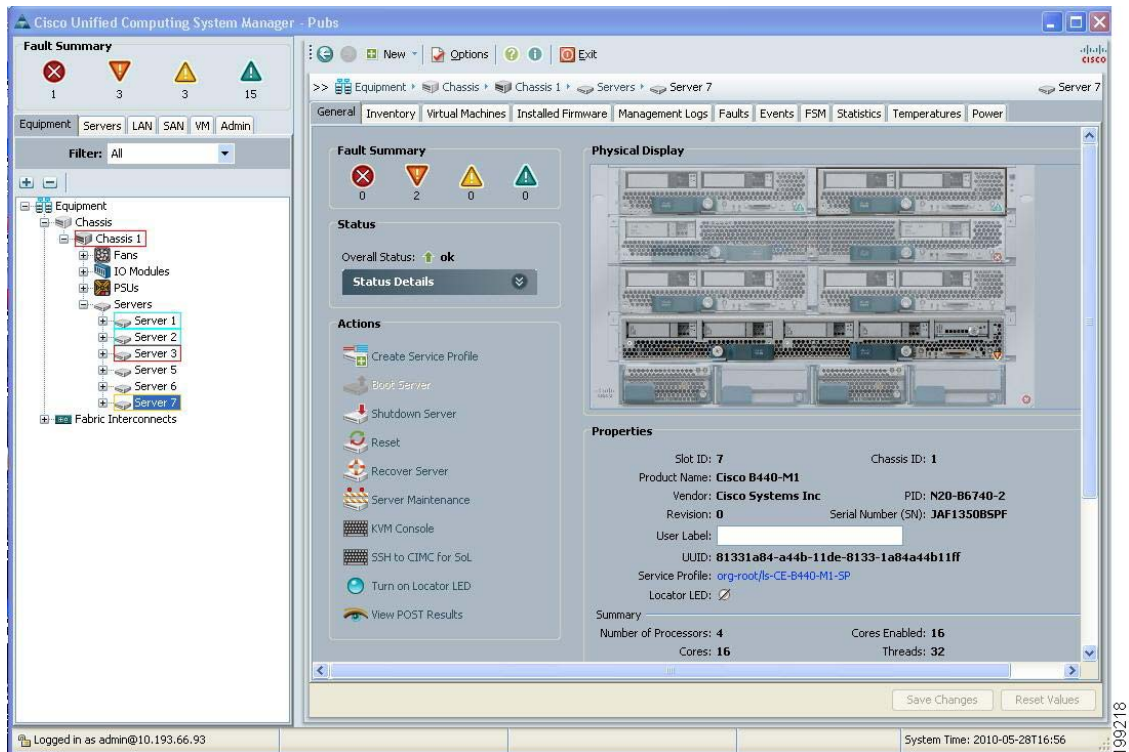 Cisco Unified Computing System Manager - Pubs
Fault Summary
1 3 3 15
Equipment Servers LAN SAN VM Admin
Filter: All
Equipment
Chassis
Chassis 1
Fans
IO Modules
PSUs
Servers
Server 1
Server 2
Server 3
Server 5
Server 6
Server 7
Fabric Interconnects
New Options Exit
CISCO
>> Equipment Chassis Chassis 1 Servers Server 7 Server 7
General Inventory Virtual Machines Installed Firmware Management Logs Faults Events FSM Statistics Temperatures Power
Fault Summary
0 2 0 0
Status
Overall Status: ok
Status Details
Actions
Create Service Profile
Boot Server
Shutdown Server
Reset
Recover Server
Server Maintenance
KVM Console
SSH to CIMC for SoL
Turn on Locator LED
View POST Results
Physical Display
Properties
Slot ID: 7 Chassis ID: 1
Product Name: Cisco B440-M1
Vendor: Cisco Systems Inc PID: N20-B6740-2
Revision: 0 Serial Number (SN): JAF1350BSPF
User Label:
UUID: 81331a84-a44b-11de-8133-1a84a44b11ff
Service Profile: org-root/ls-CE-B440-M1-SP
Locator LED:
Summary
Number of Processors: 4 Cores Enabled: 16
Cores: 16 Threads: 32
Save Changes Reset Values
Logged in as admin@10.193.66.93 System Time: 2010-05-28T16:56
199218